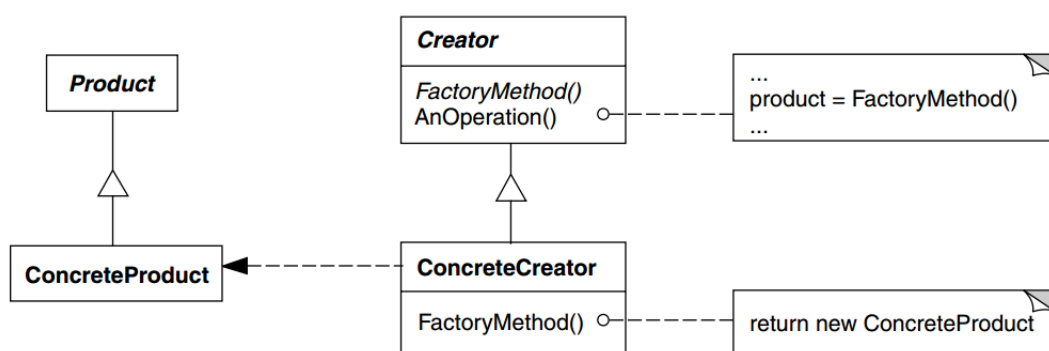 Product
ConcreteProduct
Creator
FactoryMethod()
AnOperation()
...
product = FactoryMethod()
...
ConcreteCreator
FactoryMethod()
return new ConcreteProduct